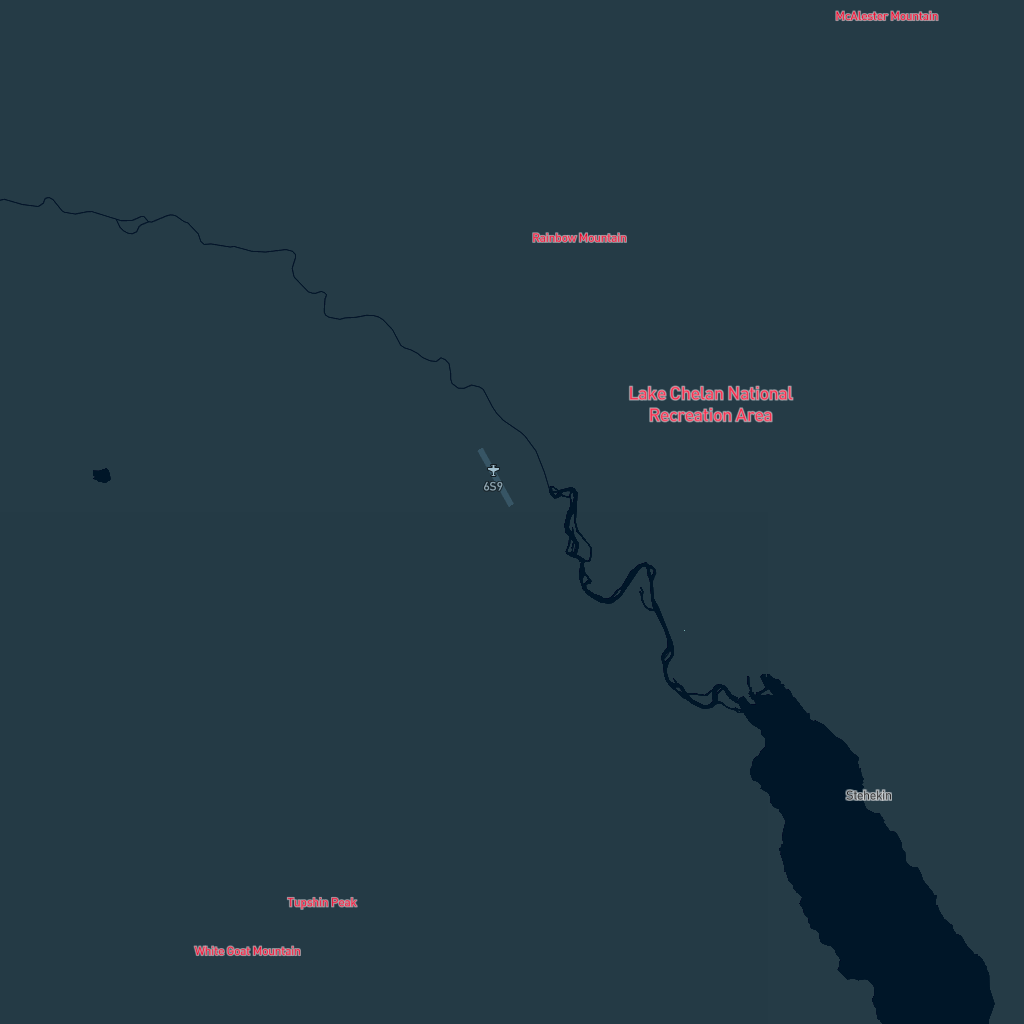 McAlester Mountain
Rainbow Mountain
Lake Chelan National
Recreation Area
6S9
Stehekin
Tupshin Peak
White Goat Mountain